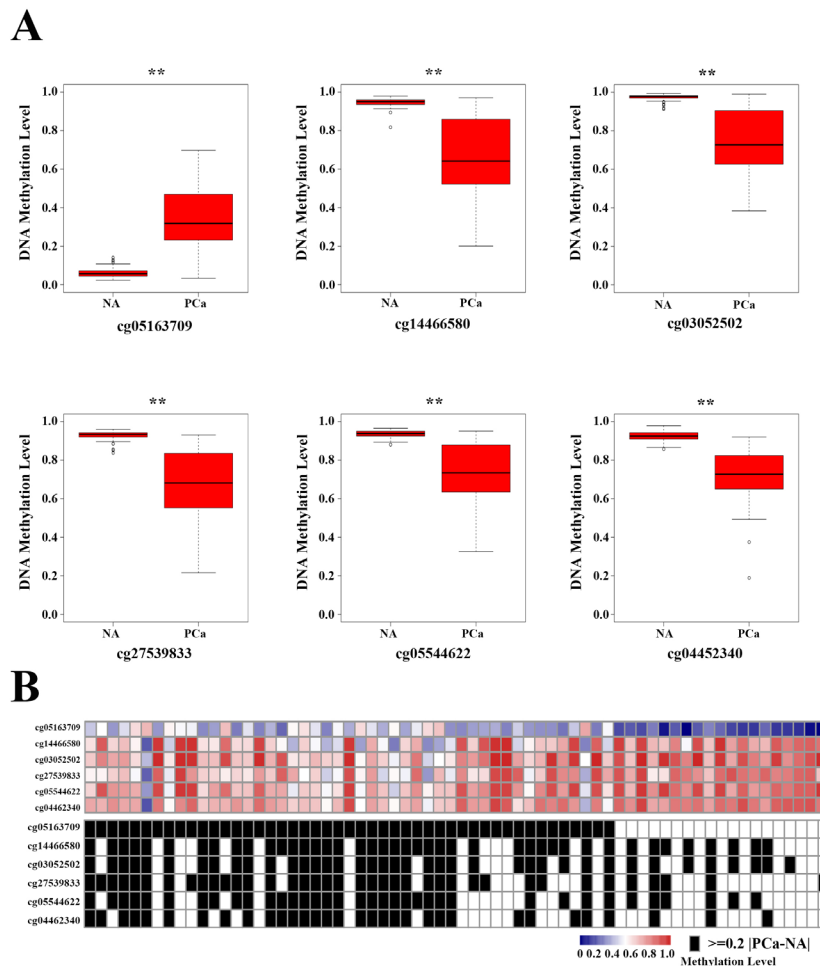 A
** ** **
DNA Methylation Level
1.0
0.8
0.6
0.4
0.2
0.0
NA PCa
cg05163709
DNA Methylation Level
1.0
0.8
0.6
0.4
0.2
0.0
NA PCa
cg14466580
DNA Methylation Level
1.0
0.8
0.6
0.4
0.2
0.0
NA PCa
cg03052502
** ** **
DNA Methylation Level
1.0
0.8
0.6
0.4
0.2
0.0
NA PCa
cg27539833
DNA Methylation Level
1.0
0.8
0.6
0.4
0.2
0.0
NA PCa
cg05544622
DNA Methylation Level
1.0
0.8
0.6
0.4
0.2
0.0
NA PCa
cg04452340
B
cg05163709
cg14466580
cg03052502
cg27539833
cg05544622
cg04462340
cg05163709
cg14466580
cg03052502
cg27539833
cg05544622
cg04462340
0 0.2 0.4 0.6 0.8 1.0
>=0.2 |PCa-NA|
Methylation Level